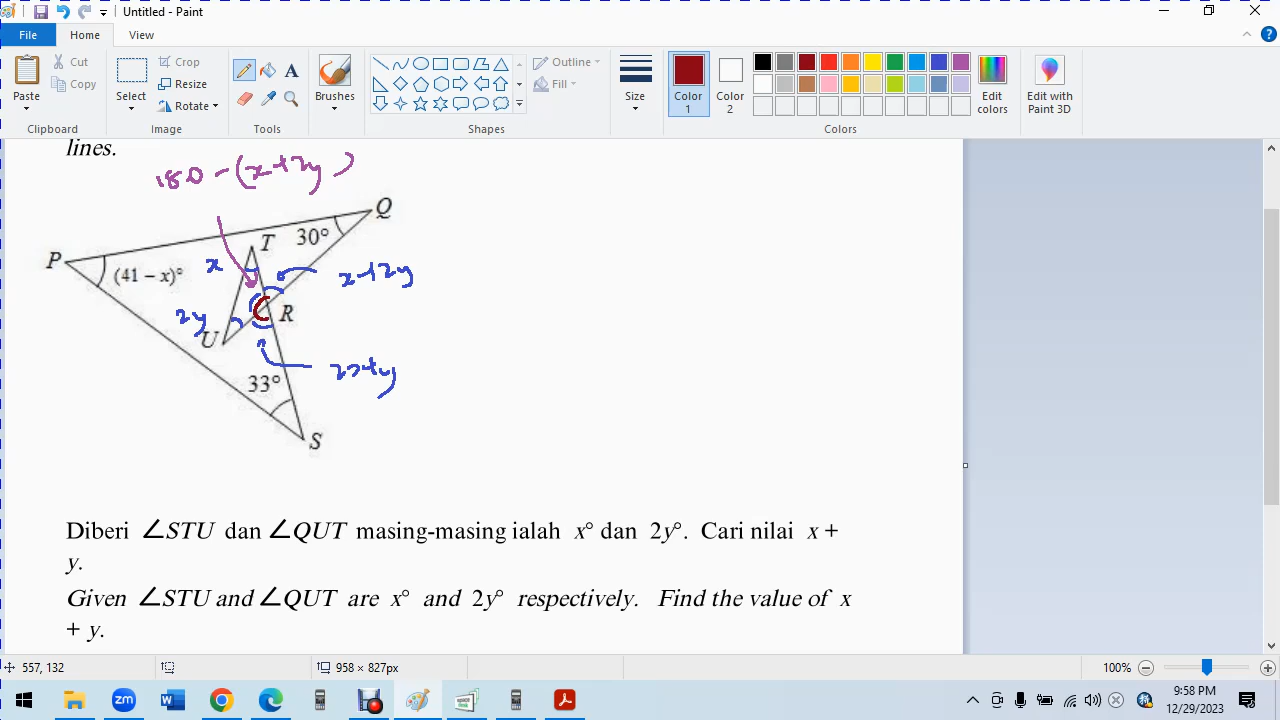 Untitled - Paint
File Home View
Paste Cut Copy
Clipboard
Select Crop Resize Rotate
Image
A
Tools
Brushes
Outline Fill
Shapes
Size
Color 1
Color 2
Edit colors
Colors
Edit with Paint 3D
lines.
180 - (x+2y)
Q
P
T
30°
(41 – x)°
x
x+2y
2y
U
R
33°
S
Diberi ∠STU dan ∠QUT masing-masing ialah x° dan 2y°. Cari nilai x +
y.
Given ∠STU and ∠QUT are x° and 2y° respectively. Find the value of x
+ y.
557, 132
958 × 827px
100%
zm
9:58 PM
12/29/2023